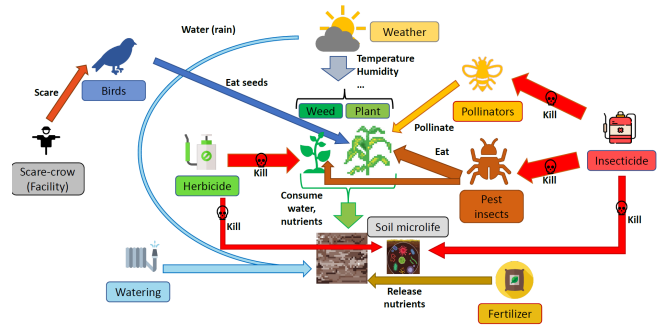 Water (rain)
Weather
Temperature
Humidity
...
Scare
Birds
Eat seeds
Weed
Plant
Pollinate
Pollinators
Kill
Insecticide
Scare-crow
(Facility)
Herbicide
Kill
Eat
Kill
Pest
insects
Consume
water,
nutrients
Kill
Soil microlife
Kill
Watering
Release
nutrients
Fertilizer